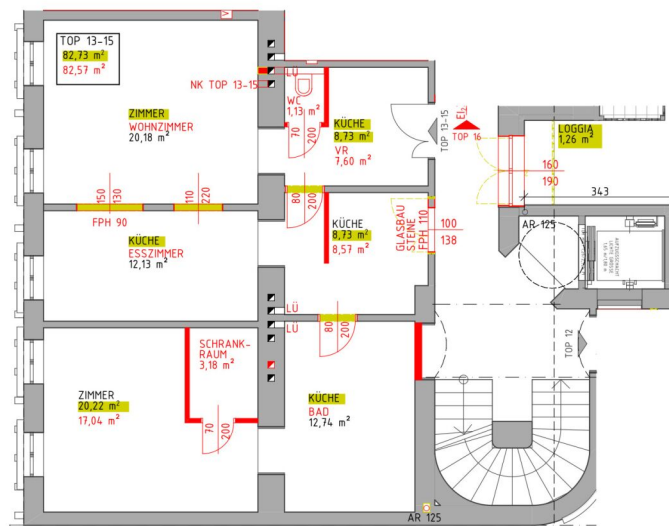 V
TOP 13-15
82,73 m²
82,57 m²
LÜ
NK TOP 13-15
WC
1,13 m²
ZIMMER
WOHNZIMMER
20,18 m²
70
200
KÜCHE
8,73 m²
VR
7,60 m²
TOP 13-15
EI₂
TOP 16
LOGGIA
1,26 m²
160
190
343
150
130
110
220
80
200
FPH 90
KÜCHE
ESSZIMMER
12,13 m²
KÜCHE
8,73 m²
8,57 m²
GLASBAU
STEINE
FPH 110
100
138
AR 125
LÜ
LÜ
80
200
TOP 12
SCHRANK-
RAUM
3,18 m²
ZIMMER
20,22 m²
17,04 m²
70
200
KÜCHE
BAD
12,74 m²
AR 125